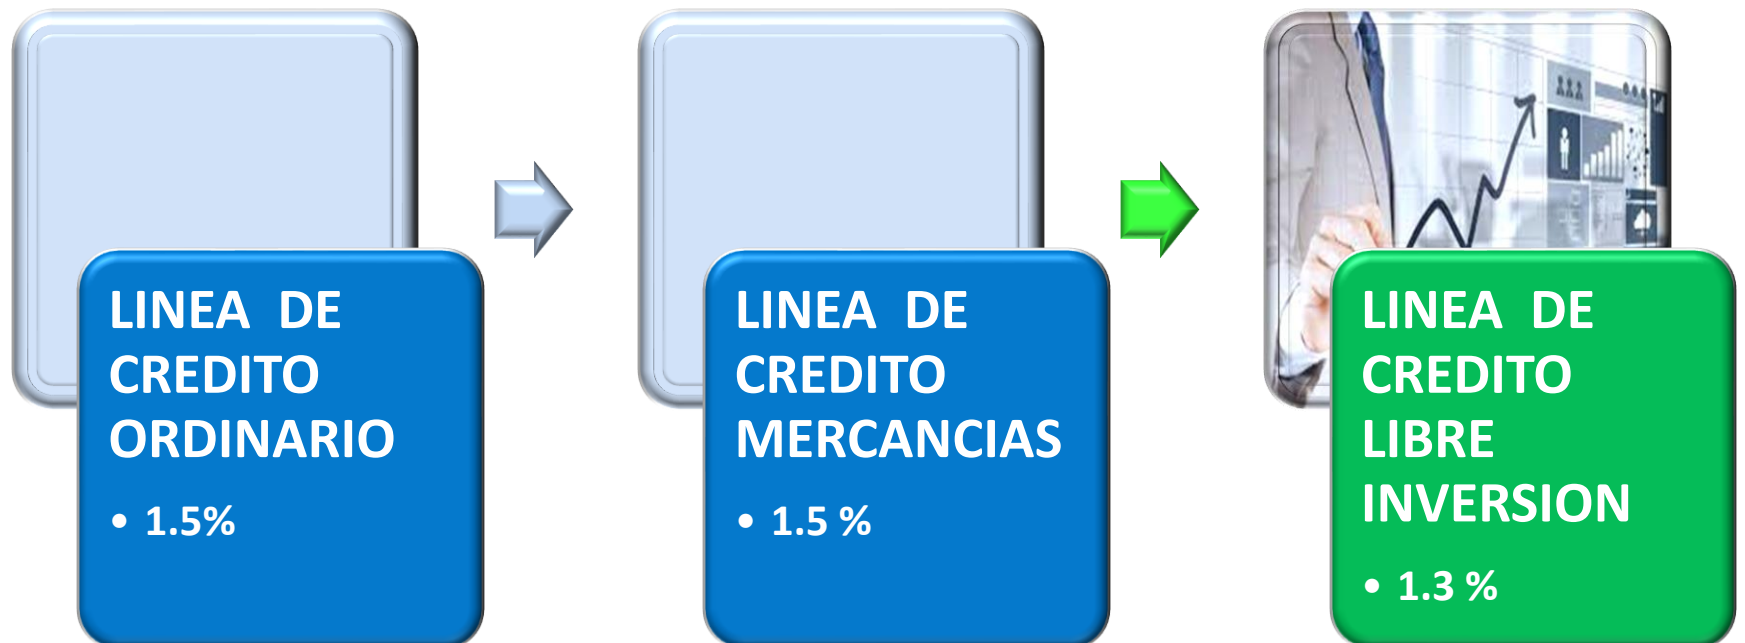 LINEA DE
CREDITO
ORDINARIO
• 1.5%
LINEA DE
CREDITO
MERCANCIAS
• 1.5 %
LINEA DE
CREDITO
LIBRE
INVERSION
• 1.3 %